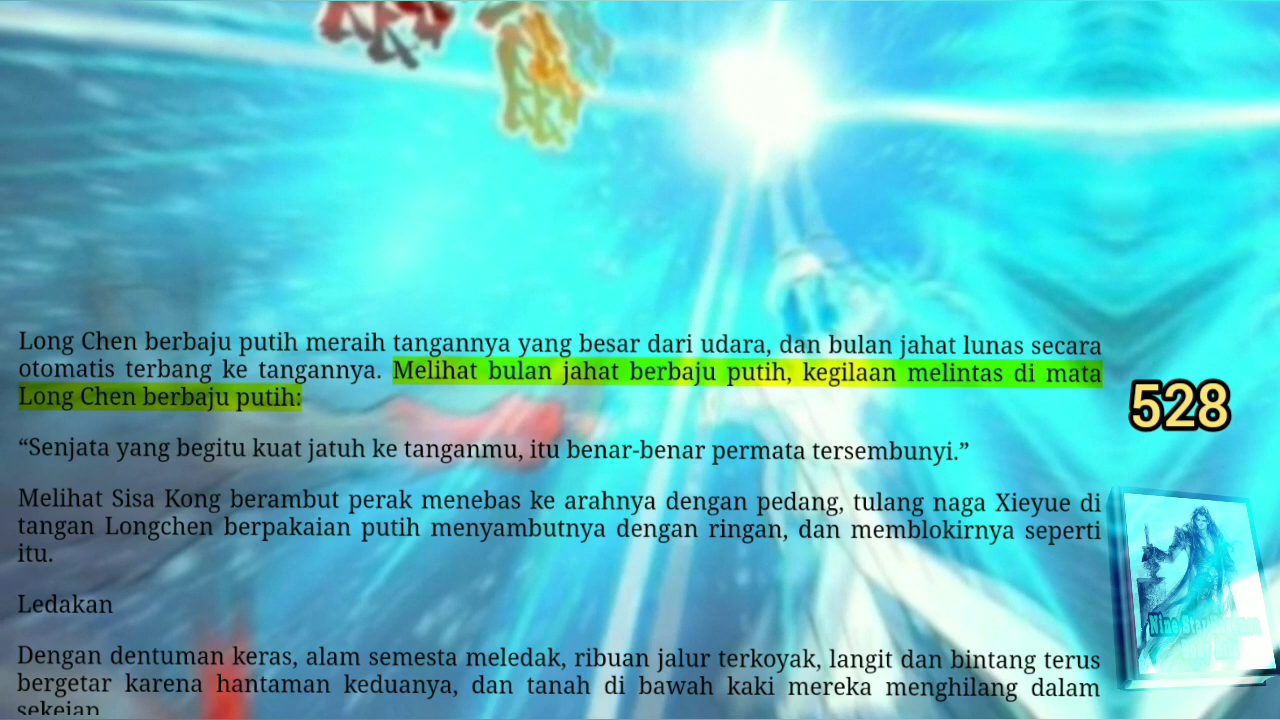 Long Chen berbaju putih meraih tangannya yang besar dari udara, dan bulan jahat lunas secara
otomatis terbang ke tangannya. Melihat bulan jahat berbaju putih, kegilaan melintas di mata
Long Chen berbaju putih:
“Senjata yang begitu kuat jatuh ke tanganmu, itu benar-benar permata tersembunyi.”
Melihat Sisa Kong berambut perak menebas ke arahnya dengan pedang, tulang naga Xieyue di
tangan Longchen berpakaian putih menyambutnya dengan ringan, dan memblokirnya seperti
itu.
Ledakan
Dengan dentuman keras, alam semesta meledak, ribuan jalur terkoyak, langit dan bintang terus
bergetar karena hantaman keduanya, dan tanah di bawah kaki mereka menghilang dalam
sekejap
528
Nine Star